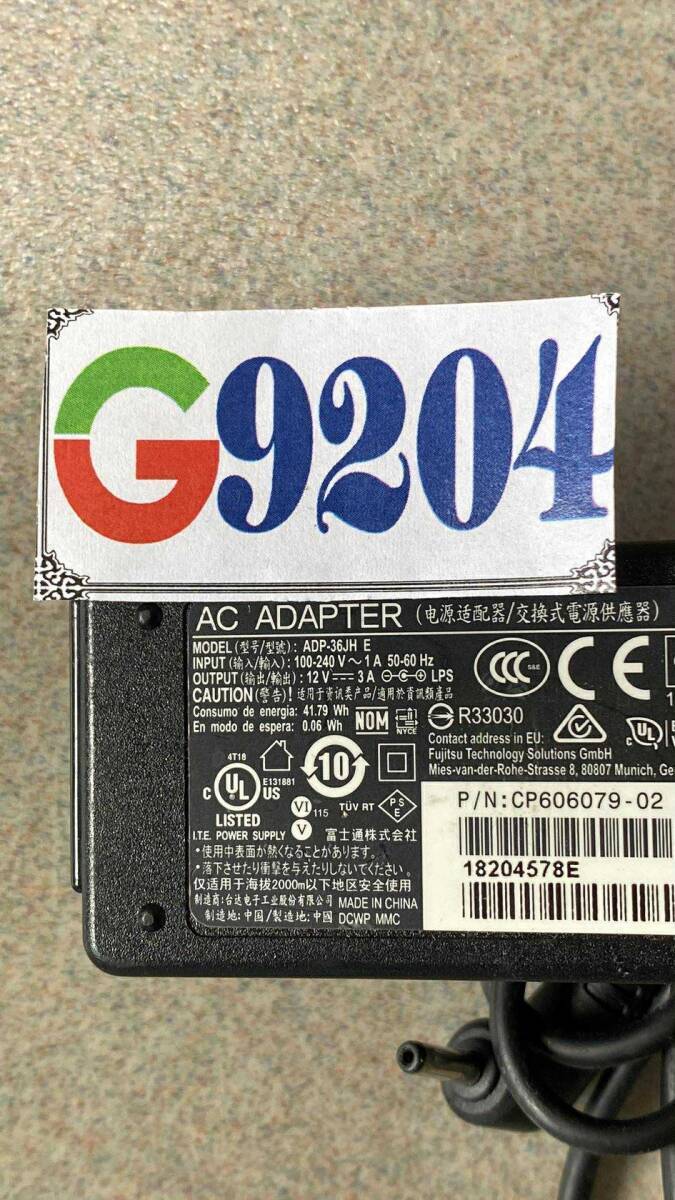 G9204
AC ADAPTER (电源适配器/交換式電源供應器)
MODEL (型号/型號): ADP-36JH E
INPUT (输入/輸入): 100-240 V～1 A 50-60 Hz
OUTPUT (输出/輸出): 12 V⎓3 A LPS
CAUTION (警告)! 适用于资讯类产品/適用於資訊類產品
Consumo de energía: 41.79 Wh
En modo de espera: 0.06 Wh
NOM
NYCE
CCC S&E
CE
R33030
Contact address in EU:
Fujitsu Technology Solutions GmbH
Mies-van-der-Rohe-Strasse 8, 80807 Munich, Ge
4T18
C UL US
E131881
LISTED
I.T.E. POWER SUPPLY
10
VI 115
V
TÜV RT
PSE
c UL
富士通株式会社
・使用中表面が熱くなることがあります。
・落下させたり衝撃を与えたりしないでください。
仅适用于海拔2000m以下地区安全使用
制造商:台达电子工业股份有限公司 MADE IN CHINA
制造地:中国/製造地:中國 DCWP MMC
P/N:CP606079-02
18204578E